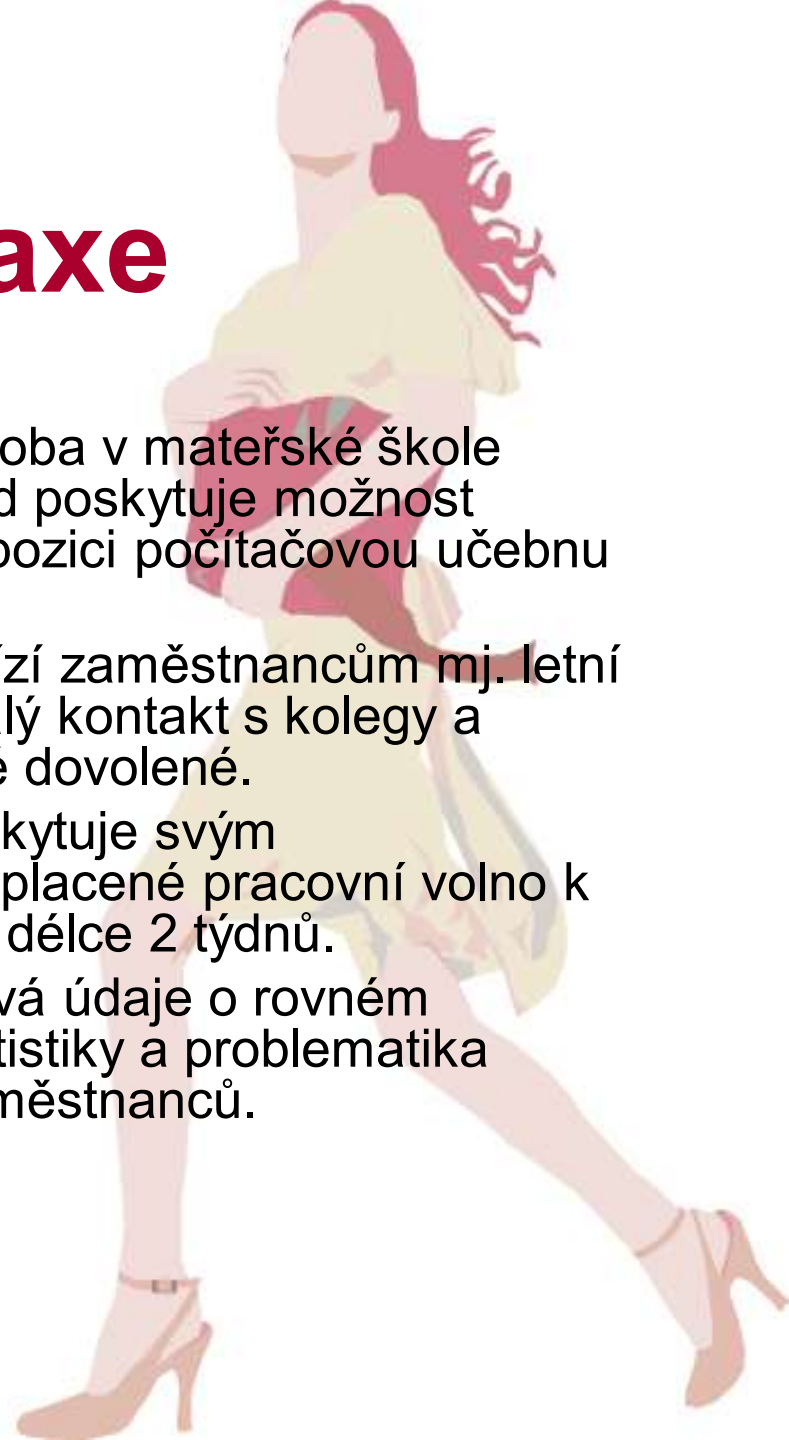 axe
oba v mateřské škole
d poskytuje možnost
pozici počítačovou učebnu
ízí zaměstnancům mj. letní
lý kontakt s kolegy a
é dovolené.
kytuje svým
placené pracovní volno k
délce 2 týdnů.
vá údaje o rovném
tistiky a problematika
městnanců.